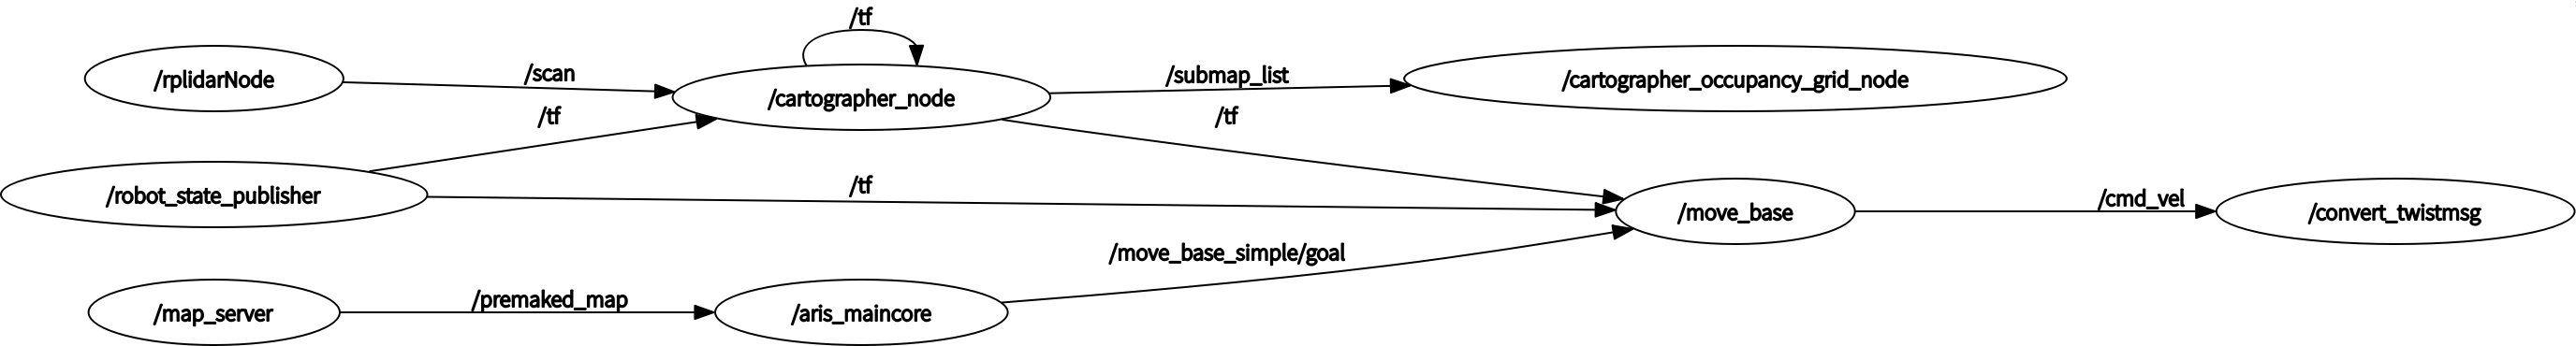 /tf
/rplidarNode
/scan
/cartographer_node
/submap_list
/cartographer_occupancy_grid_node
/tf
/tf
/robot_state_publisher
/tf
/move_base
/cmd_vel
/convert_twistmsg
/move_base_simple/goal
/map_server
/premaked_map
/aris_maincore